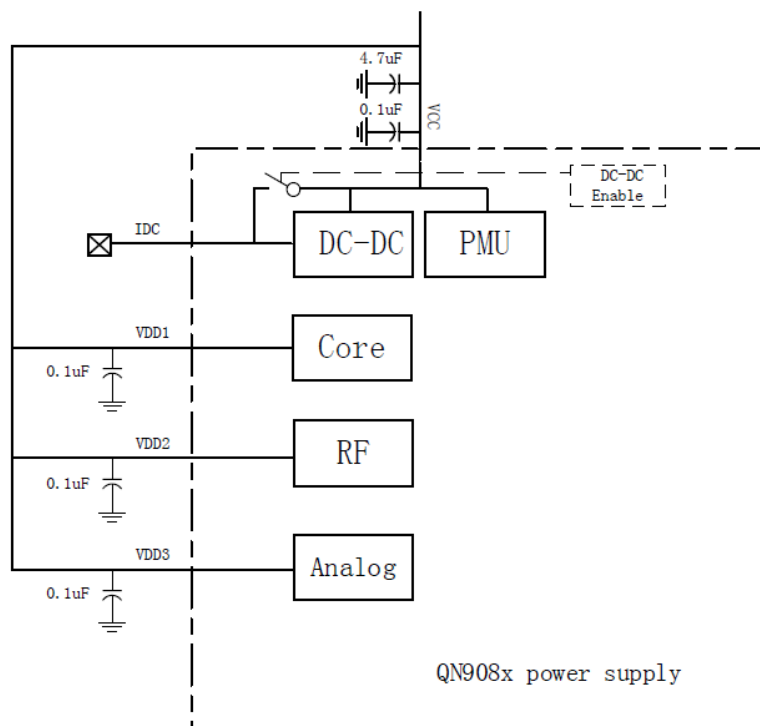 4.7uF
0.1uF
VCC
DC-DC
Enable
IDC
DC-DC
PMU
VDD1
Core
0.1uF
VDD2
RF
0.1uF
VDD3
Analog
0.1uF
QN908x power supply